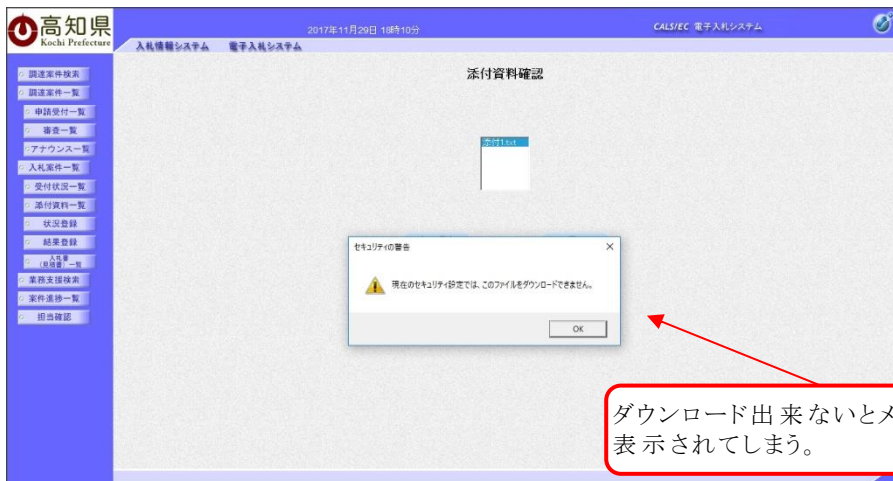 高知県
Kochi Prefecture
2017年11月29日 18時10分
CALS/EC 電子入札システム
入札情報システム 電子入札システム
調達案件検索
調達案件一覧
申請受付一覧
審査一覧
アナウンス一覧
入札案件一覧
受付状況一覧
添付資料一覧
状況登録
結果登録
入札書
(見積書)一覧
業務支援検索
案件進捗一覧
担当確認
添付資料確認
添付1.txt
セキュリティの警告
現在のセキュリティ設定では、このファイルをダウンロードできません。
OK
ダウンロード出来ないとメ
表示されてしまう。